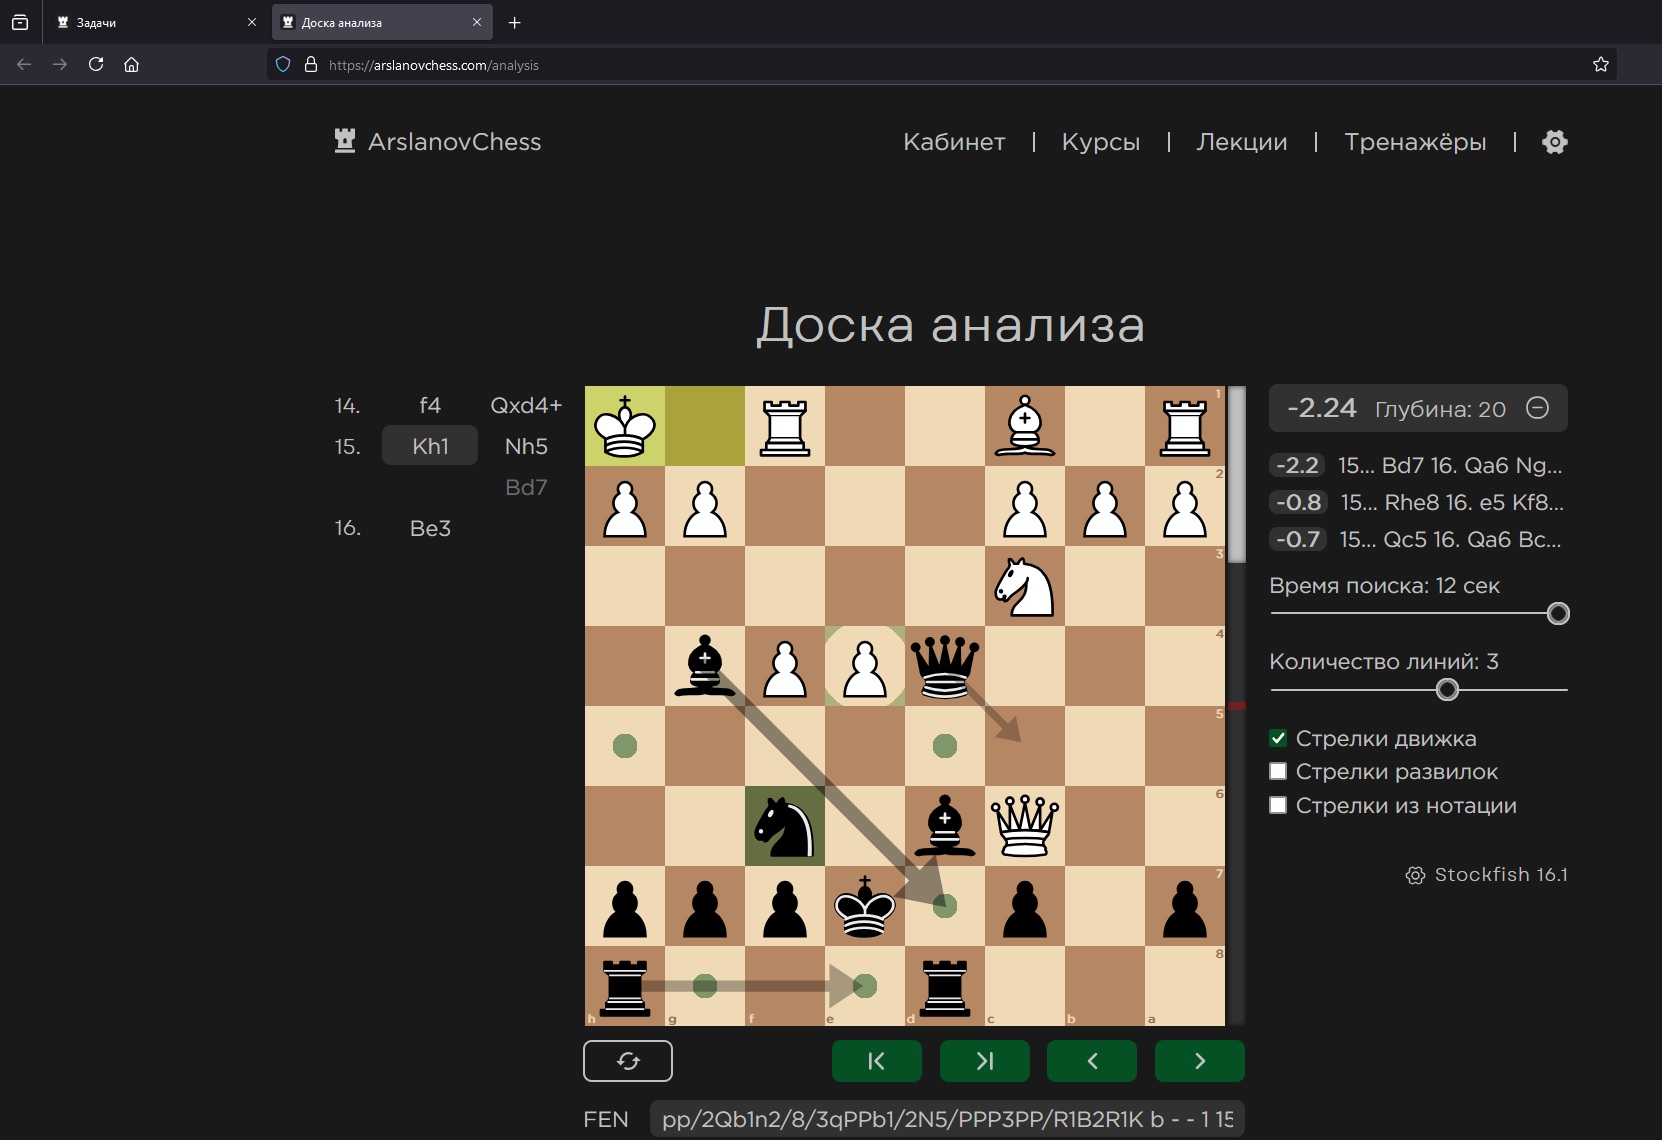 Задачи
Доска анализа
https://arslanovchess.com/analysis
ArslanovChess
Кабинет | Курсы | Лекции | Тренажёры |
Доска анализа
14. f4 Qxd4+
15. Kh1 Nh5
Bd7
16. Be3
1
2
3
4
5
6
7
8
h g f e d c b a
FEN pp/2Qb1n2/8/3qPPb1/2N5/PPP3PP/R1B2R1K b - - 1 15
-2.24 Глубина: 20
-2.2 15... Bd7 16. Qa6 Ng...
-0.8 15... Rhe8 16. e5 Kf8...
-0.7 15... Qc5 16. Qa6 Bc...
Время поиска: 12 сек
Количество линий: 3
Стрелки движка
Стрелки развилок
Стрелки из нотации
Stockfish 16.1